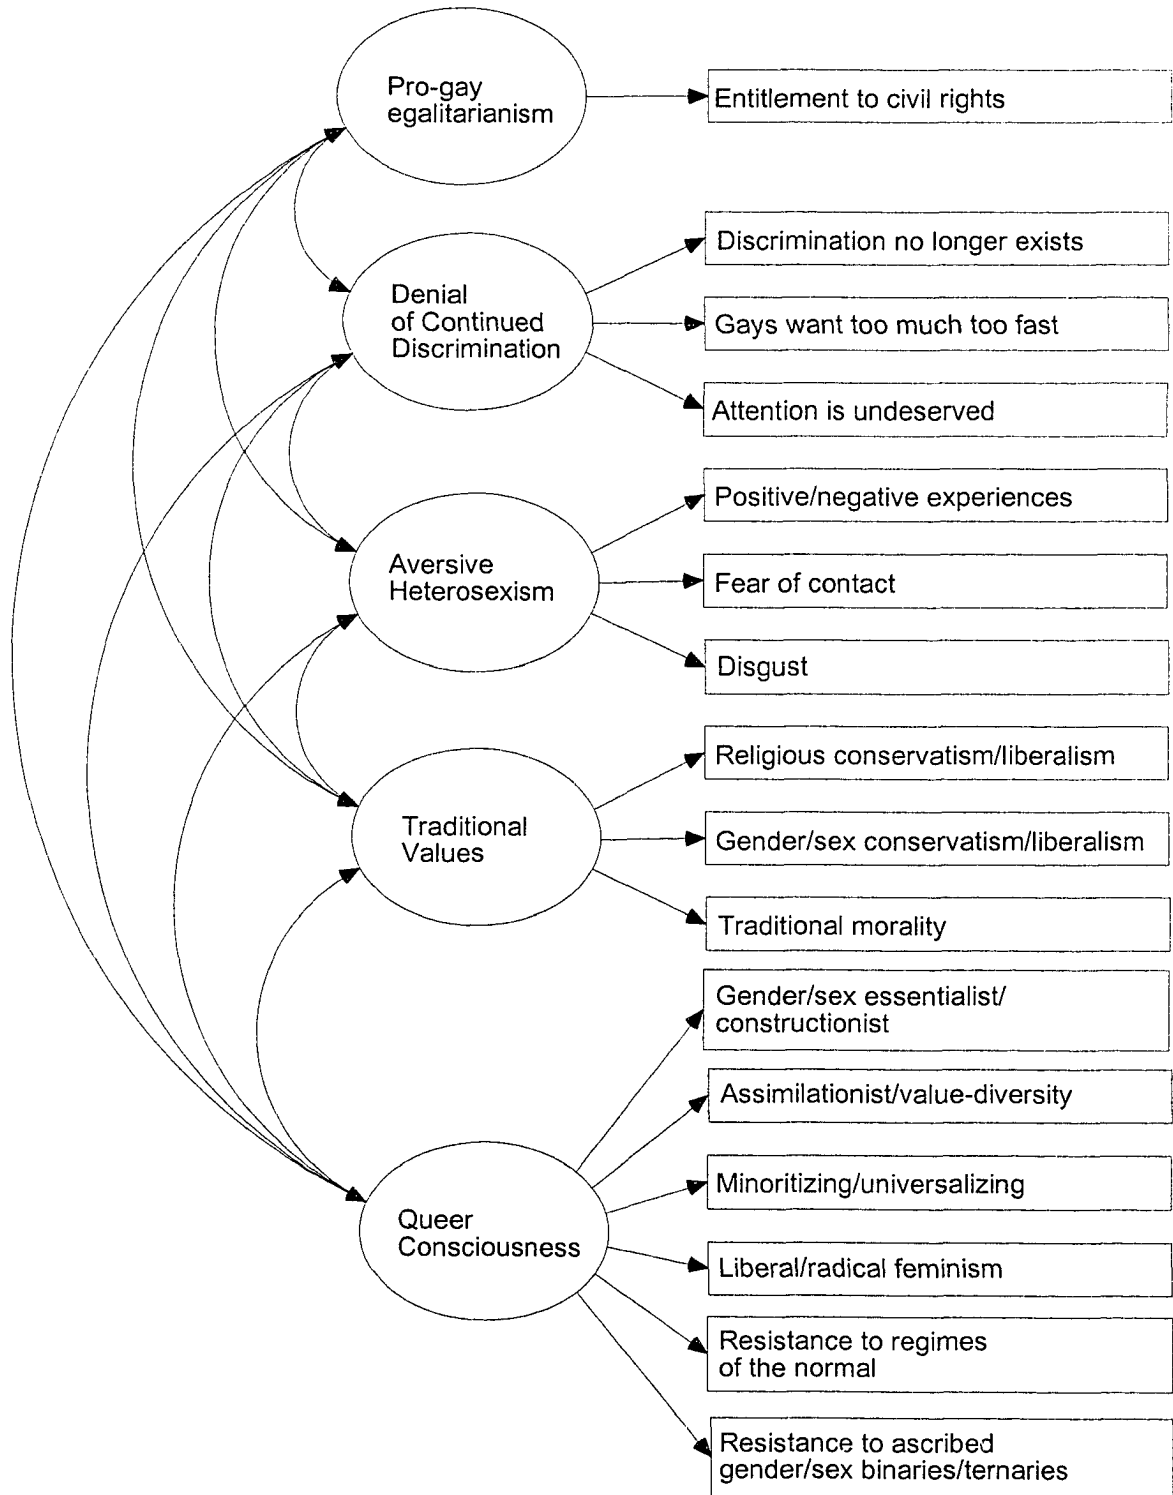 Pro-gay
egalitarianism
Entitlement to civil rights
Denial
of Continued
Discrimination
Discrimination no longer exists
Gays want too much too fast
Attention is undeserved
Aversive
Heterosexism
Positive/negative experiences
Fear of contact
Disgust
Traditional
Values
Religious conservatism/liberalism
Gender/sex conservatism/liberalism
Traditional morality
Queer
Consciousness
Gender/sex essentialist/
constructionist
Assimilationist/value-diversity
Minoritizing/universalizing
Liberal/radical feminism
Resistance to regimes
of the normal
Resistance to ascribed
gender/sex binaries/ternaries